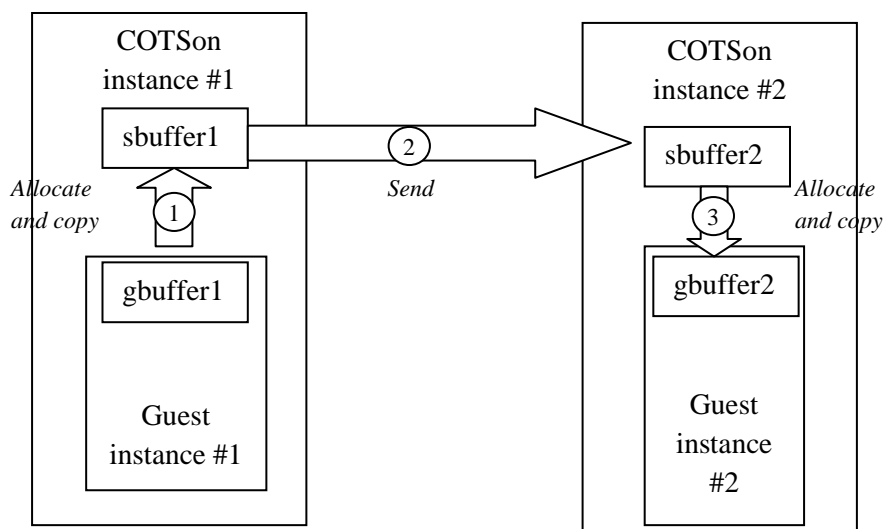 COTSon
instance #1
sbuffer1
Allocate
and copy
1
gbuffer1
Guest
instance #1
2
Send
COTSon
instance #2
sbuffer2
Allocate
and copy
3
gbuffer2
Guest
instance
#2